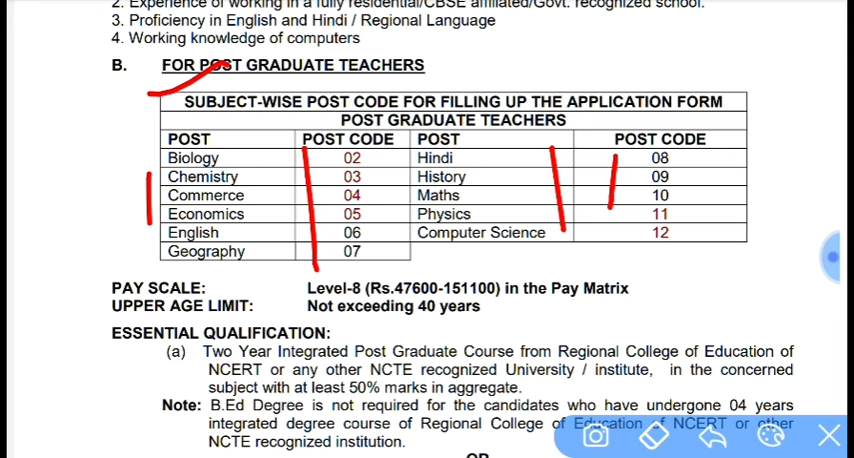 2. Experience of working in a fully residential/CBSE affiliated/Govt. recognized school.
3. Proficiency in English and Hindi / Regional Language
4. Working knowledge of computers
B. FOR POST GRADUATE TEACHERS
SUBJECT-WISE POST CODE FOR FILLING UP THE APPLICATION FORM
POST GRADUATE TEACHERS
POST POST CODE POST POST CODE
Biology 02 Hindi 08
Chemistry 03 History 09
Commerce 04 Maths 10
Economics 05 Physics 11
English 06 Computer Science 12
Geography 07
PAY SCALE: Level-8 (Rs.47600-151100) in the Pay Matrix
UPPER AGE LIMIT: Not exceeding 40 years
ESSENTIAL QUALIFICATION:
(a) Two Year Integrated Post Graduate Course from Regional College of Education of
NCERT or any other NCTE recognized University / institute, in the concerned
subject with at least 50% marks in aggregate.
Note: B.Ed Degree is not required for the candidates who have undergone 04 years
integrated degree course of Regional College of Education of NCERT or other
NCTE recognized institution.
OR